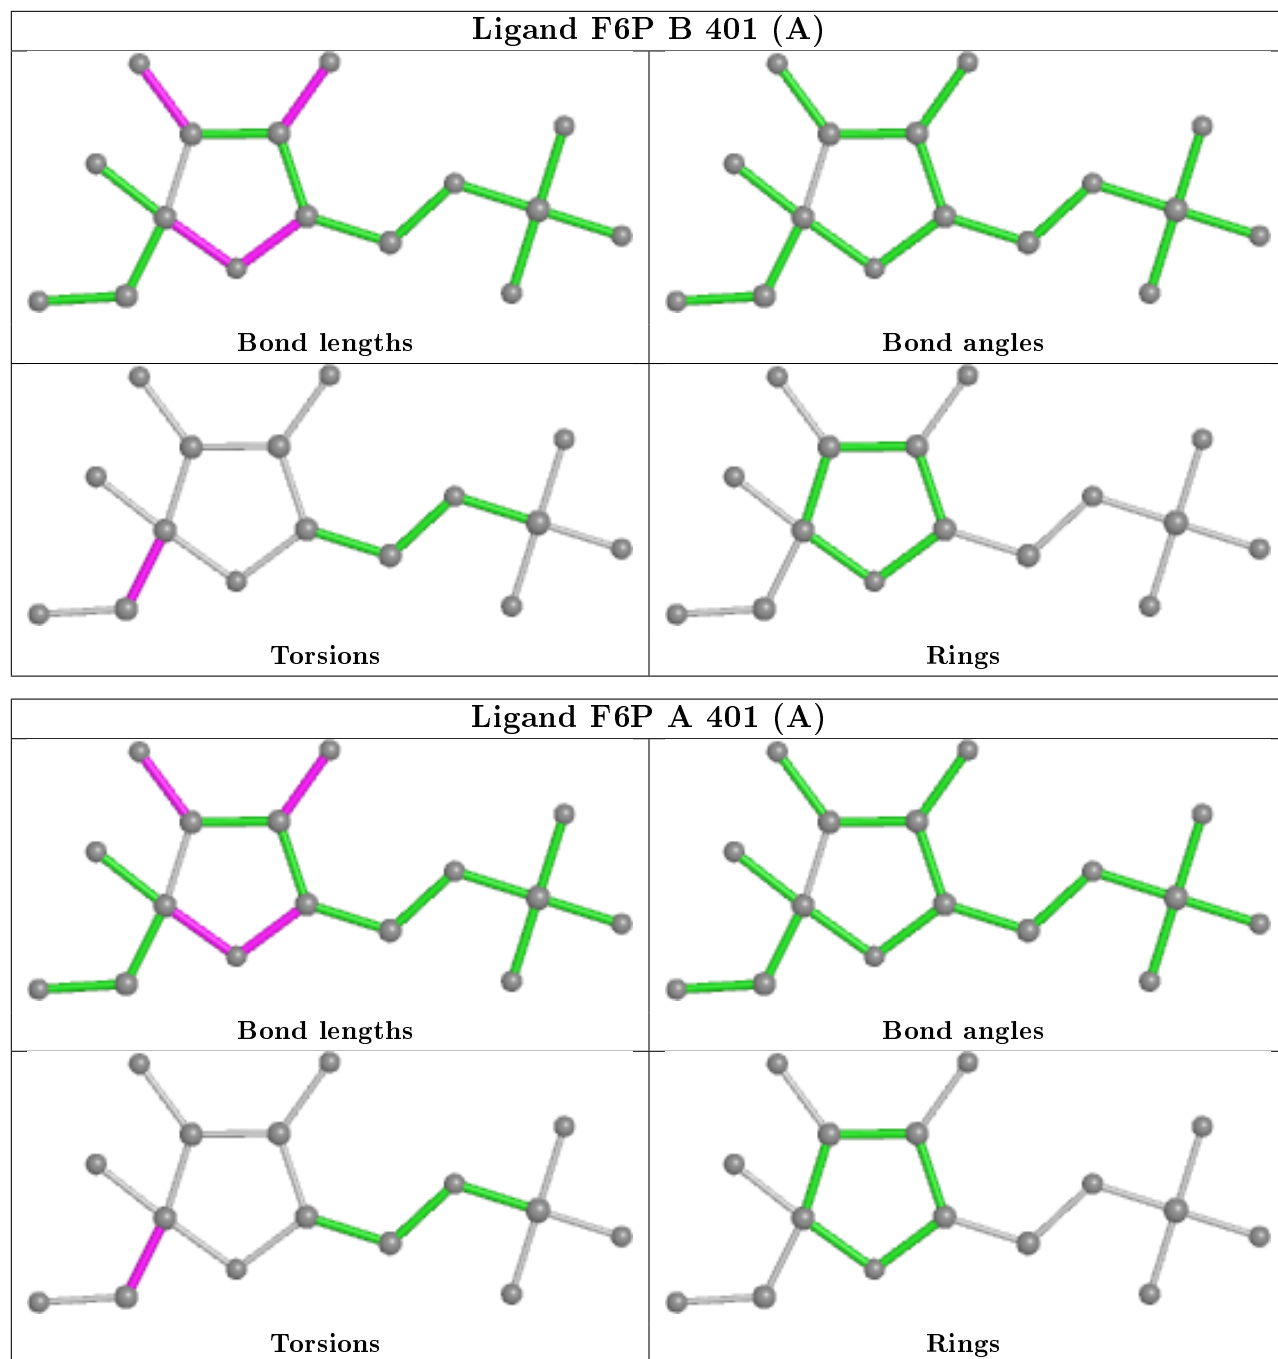 Ligand F6P B 401 (A)
Bond lengths
Bond angles
Torsions
Rings
Ligand F6P A 401 (A)
Bond lengths
Bond angles
Torsions
Rings